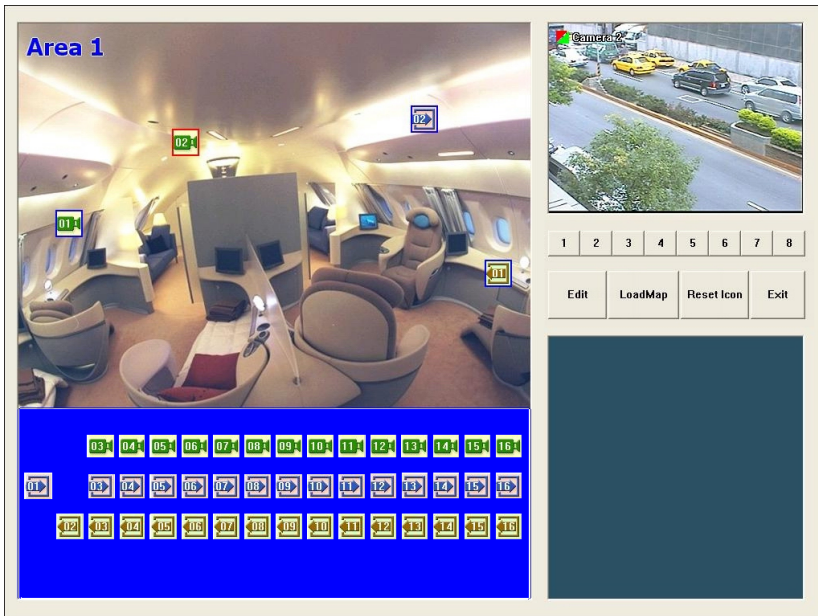 Area 1
Camera 2
02
02
01
01
1 2 3 4 5 6 7 8
Edit LoadMap Reset Icon Exit
03 04 05 06 07 08 09 10 11 12 13 14 15 16
01 03 04 05 06 07 08 09 10 11 12 13 14 15 16
02 03 04 05 06 07 08 09 10 11 12 13 14 15 16